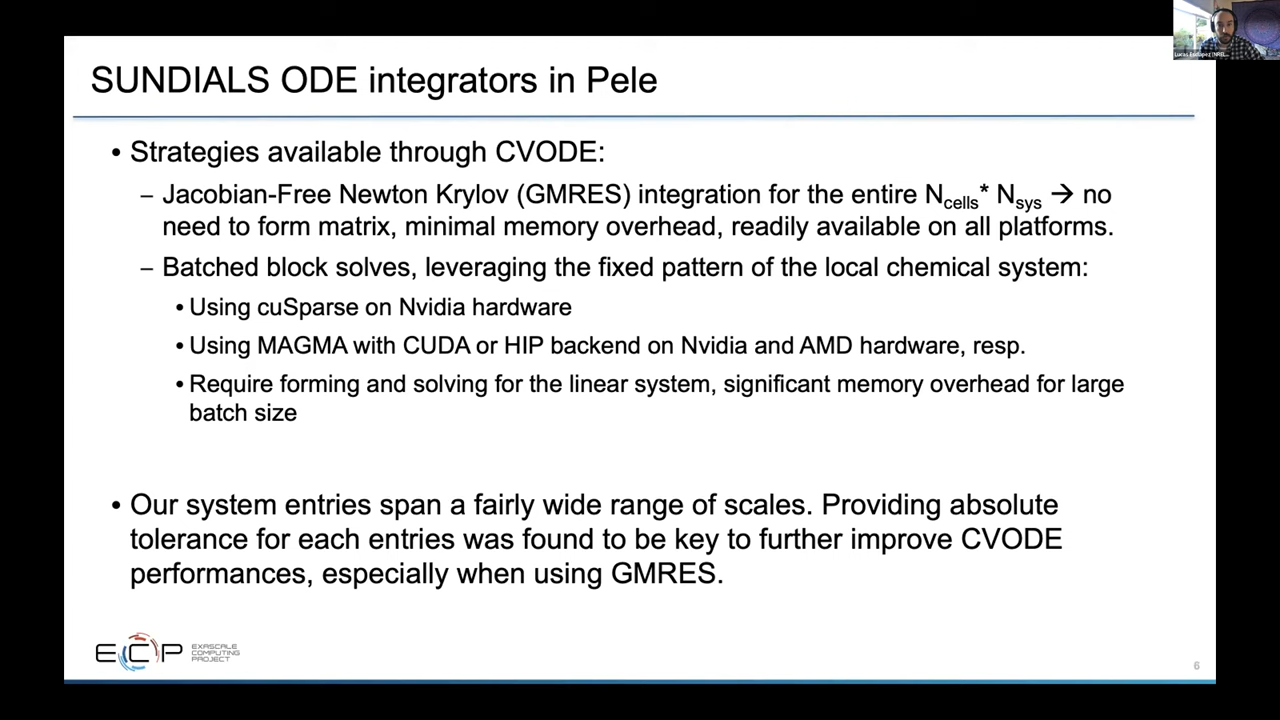 SUNDIALS ODE integrators in Pele
• Strategies available through CVODE:
– Jacobian-Free Newton Krylov (GMRES) integration for the entire Ncells* Nsys → no
need to form matrix, minimal memory overhead, readily available on all platforms.
– Batched block solves, leveraging the fixed pattern of the local chemical system:
• Using cuSparse on Nvidia hardware
• Using MAGMA with CUDA or HIP backend on Nvidia and AMD hardware, resp.
• Require forming and solving for the linear system, significant memory overhead for large
batch size
• Our system entries span a fairly wide range of scales. Providing absolute
tolerance for each entries was found to be key to further improve CVODE
performances, especially when using GMRES.
ECP
EXASCALE
COMPUTING
PROJECT
6